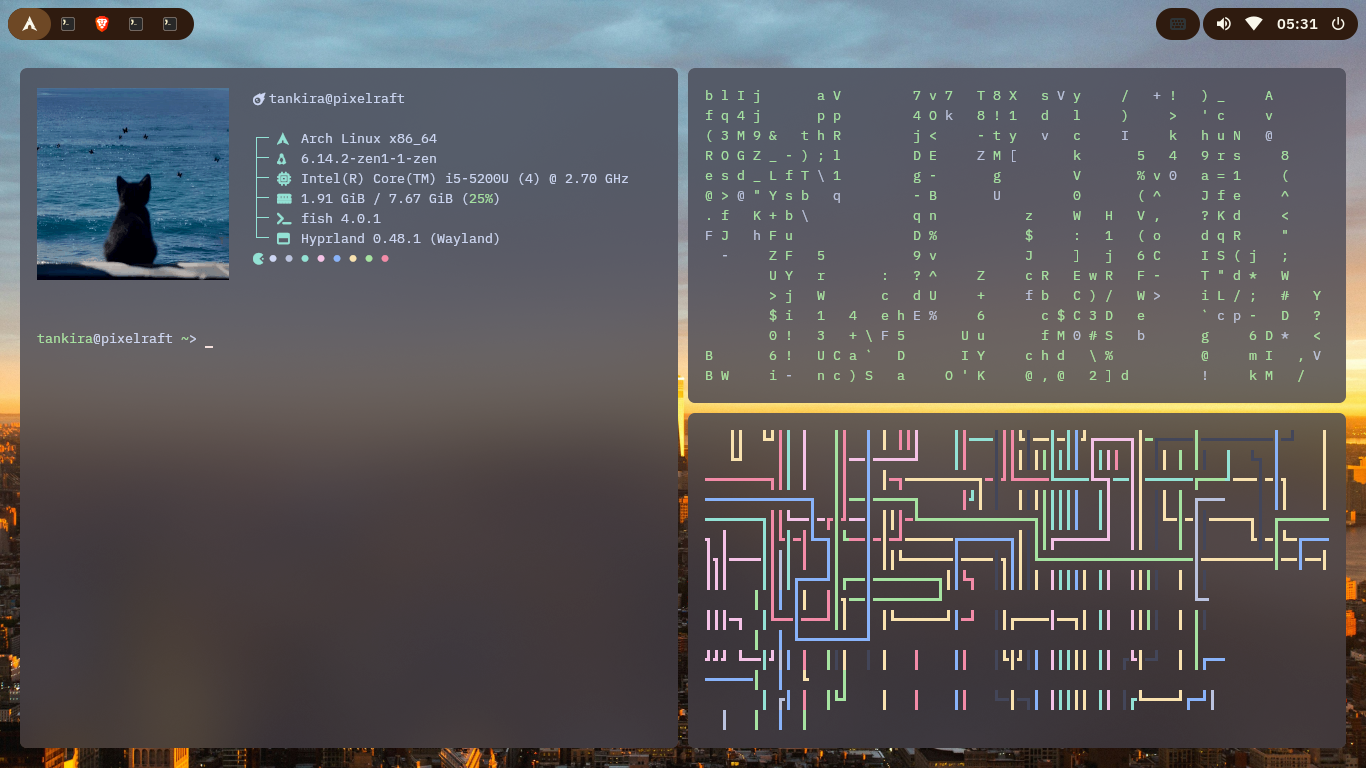 05:31
tankira@pixelraft
Arch Linux x86_64
6.14.2-zen1-1-zen
Intel(R) Core(TM) i5-5200U (4) @ 2.70 GHz
1.91 GiB / 7.67 GiB (25%)
fish 4.0.1
Hyprland 0.48.1 (Wayland)
tankira@pixelraft ~> _
b l I j a V 7 v 7 T 8 X s V y / + ! ) _ A
f q 4 j p p 4 O k 8 ! 1 d l ) > ' c v
( 3 M 9 & t h R j < - t y v c I k h u N @
R O G Z _ - ) ; l D E Z M [ k 5 4 9 r s 8
e s d _ L f T \ 1 g - g V % v 0 a = 1 (
@ > @ " Y s b q - B U 0 ( ^ J f e ^
. f K + b \ q n z W H V , ? K d <
F J h F u D % $ : 1 ( o d q R "
- Z F 5 9 v J ] j 6 C I S ( j ;
U Y r : ? ^ Z c R E w R F - T " d * W
> j W c d U + f b C ) / W > i L / ; # Y
$ i 1 4 e h E % 6 c $ C 3 D e ` c p - D ?
0 ! 3 + \ F 5 U u f M 0 # S b g 6 D * <
B 6 ! U C a ` D I Y c h d \ % @ m I , V
B W i - n c ) S a O ' K @ , @ 2 ] d ! k M /